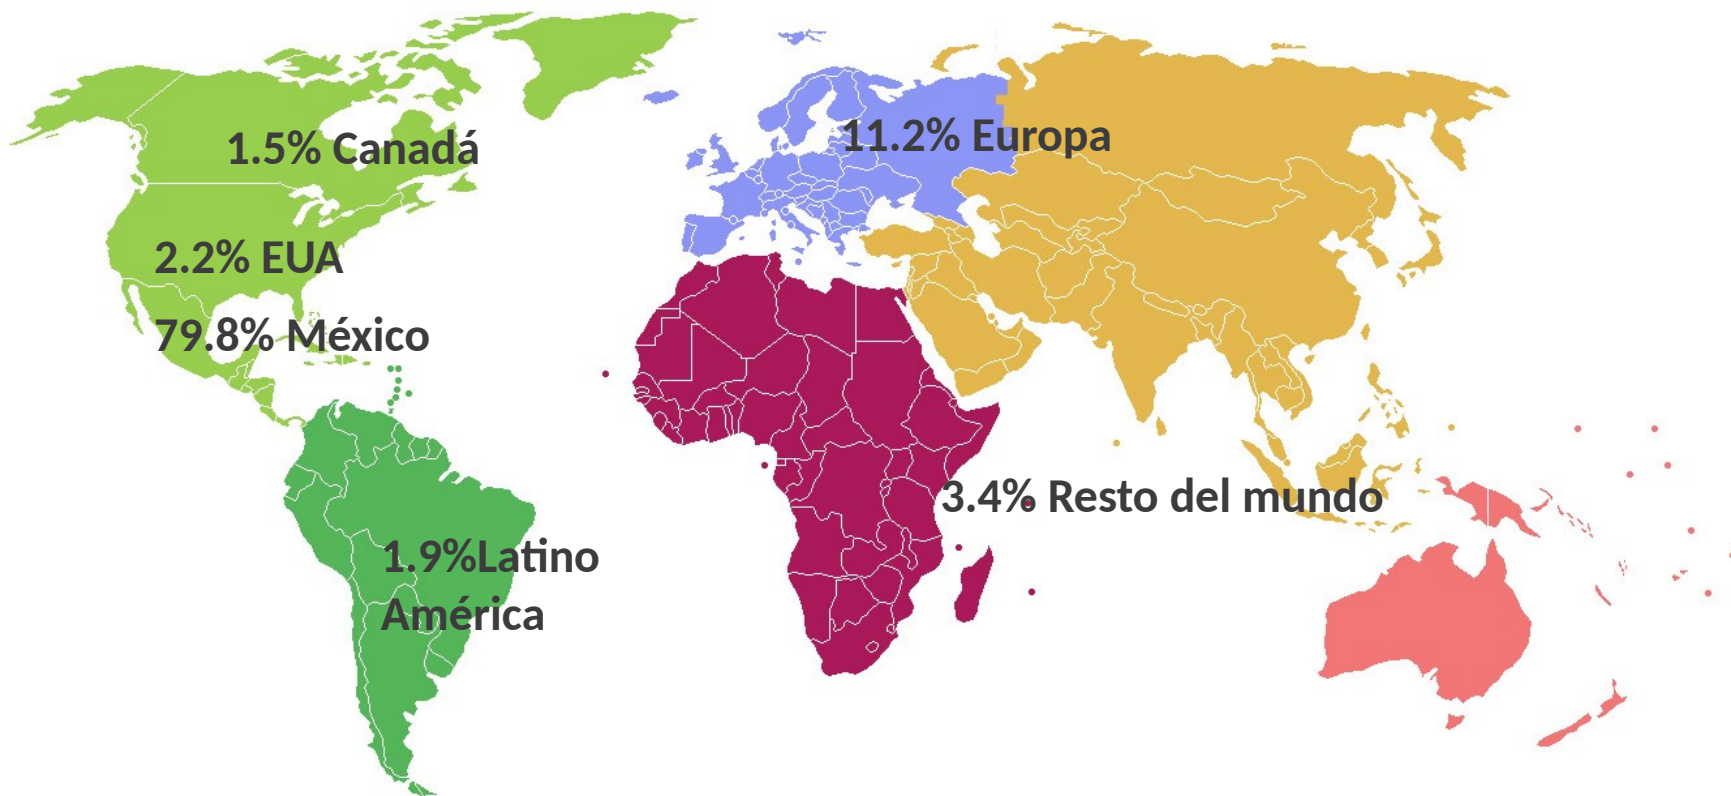 1.5% Canadá
11.2% Europa
2.2% EUA
79.8% México
3.4% Resto del mundo
1.9%Latino
América